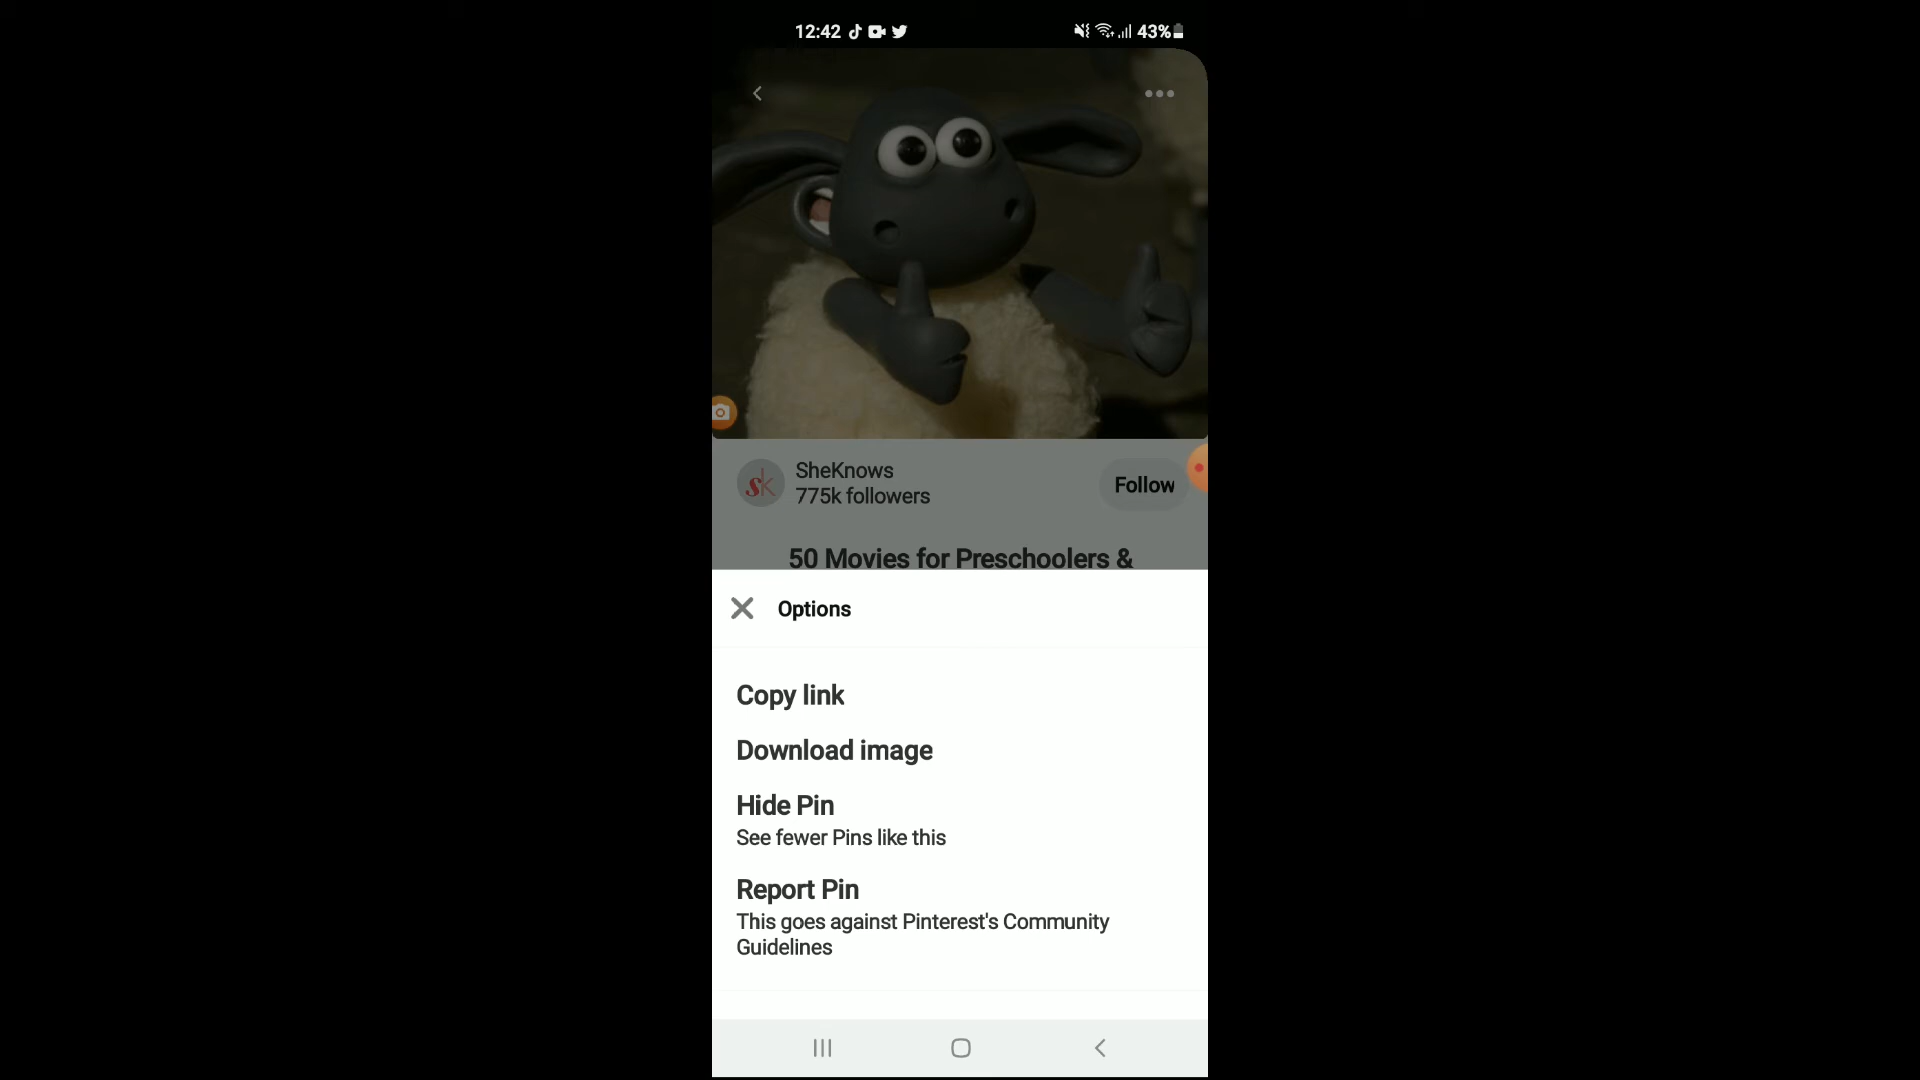 12:42 43%
SheKnows
775k followers
Follow
sk
50 Movies for Preschoolers &
Options
Copy link
Download image
Hide Pin
See fewer Pins like this
Report Pin
This goes against Pinterest's Community
Guidelines